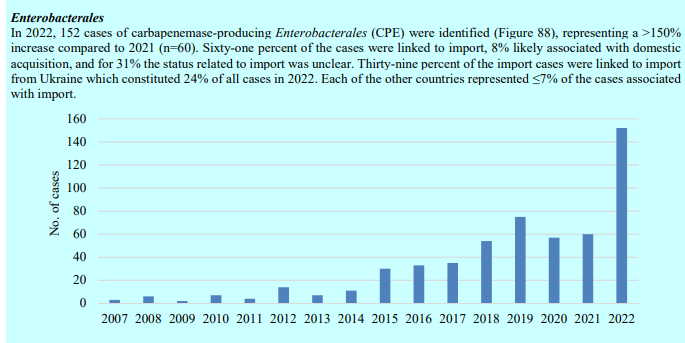 Enterobacterales
In 2022, 152 cases of carbapenemase-producing Enterobacterales (CPE) were identified (Figure 88), representing a >150%
increase compared to 2021 (n=60). Sixty-one percent of the cases were linked to import, 8% likely associated with domestic
acquisition, and for 31% the status related to import was unclear. Thirty-nine percent of the import cases were linked to import
from Ukraine which constituted 24% of all cases in 2022. Each of the other countries represented ≤7% of the cases associated
with import.
160
140
120
100
80
60
40
20
0
No. of cases
2007 2008 2009 2010 2011 2012 2013 2014 2015 2016 2017 2018 2019 2020 2021 2022